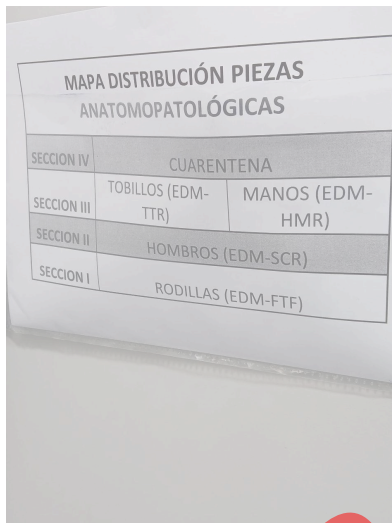 MAPA DISTRIBUCIÓN PIEZAS
ANATOMOPATOLÓGICAS
SECCION IV CUARENTENA
SECCION III TOBILLOS (EDM-
TTR) MANOS (EDM-
HMR)
SECCION II HOMBROS (EDM-SCR)
SECCION I RODILLAS (EDM-FTF)